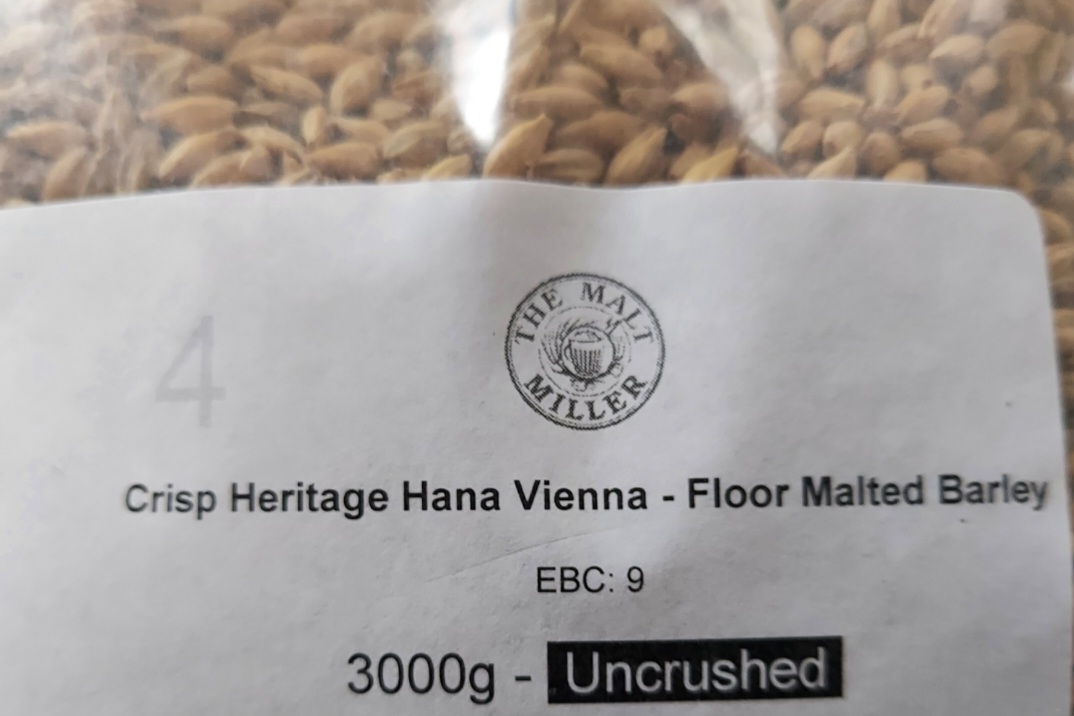 THE MALT
MILLER
4
Crisp Heritage Hana Vienna - Floor Malted Barley
EBC: 9
3000g - Uncrushed